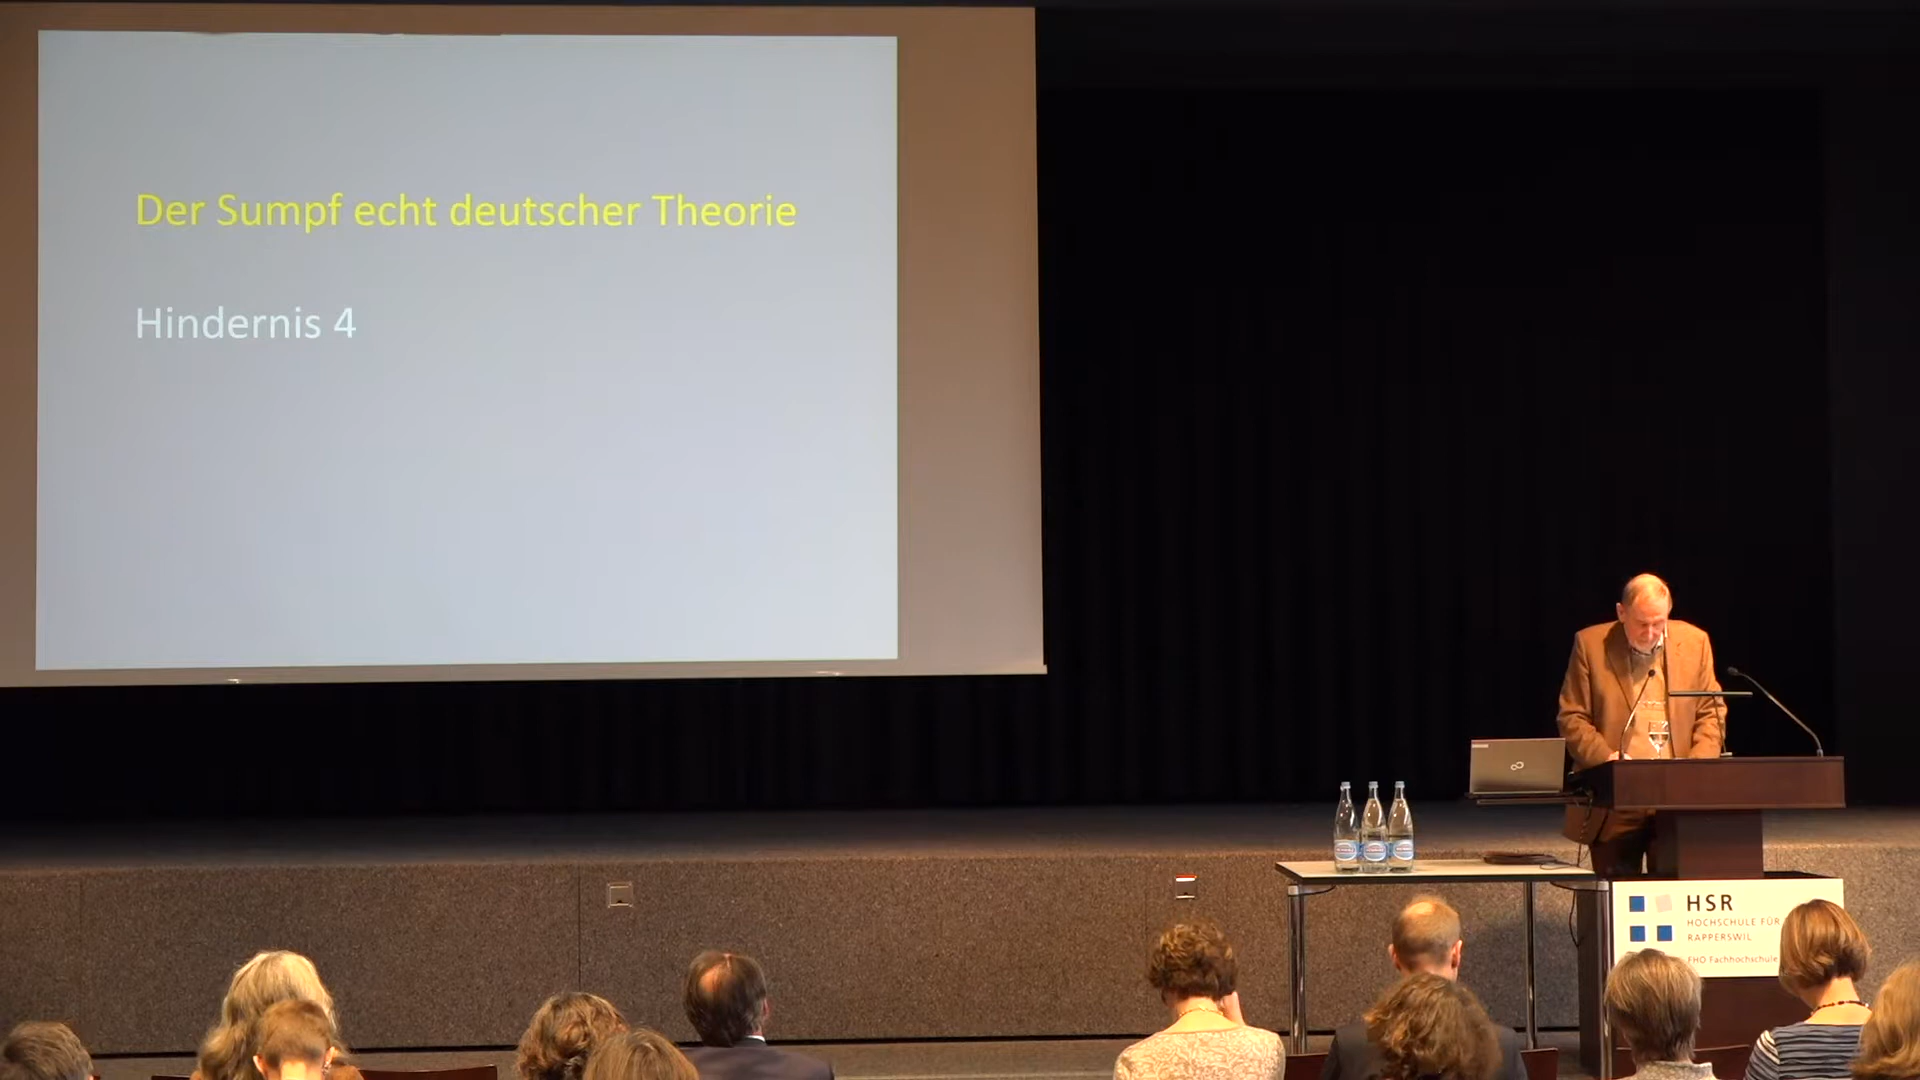 Der Sumpf echt deutscher Theorie
Hindernis 4
HSR
HOCHSCHULE FÜR
RAPPERSWIL
FHO Fachhochschule